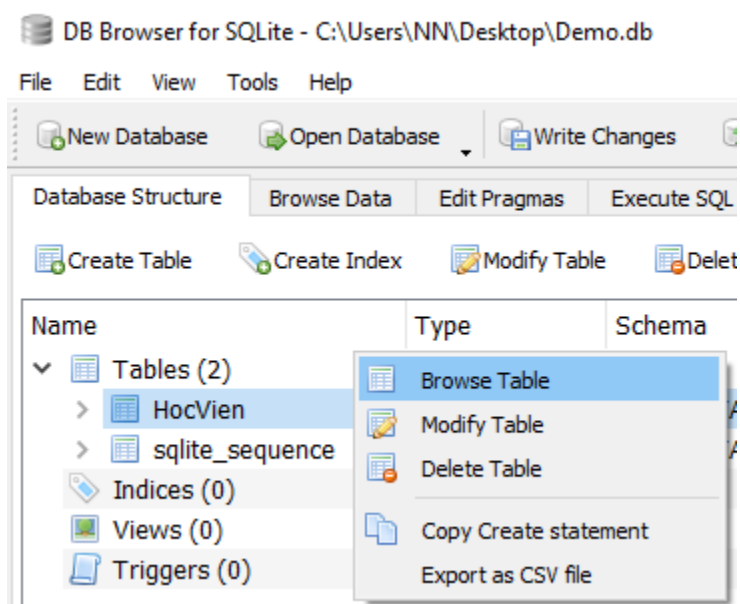 DB Browser for SQLite - C:\Users\NN\Desktop\Demo.db
File Edit View Tools Help
New Database Open Database Write Changes
Database Structure Browse Data Edit Pragmas Execute SQL
Create Table Create Index Modify Table Delet
Name Type Schema
Tables (2)
HocVien
sqlite_sequence
Indices (0)
Views (0)
Triggers (0)
Browse Table
Modify Table
Delete Table
Copy Create statement
Export as CSV file